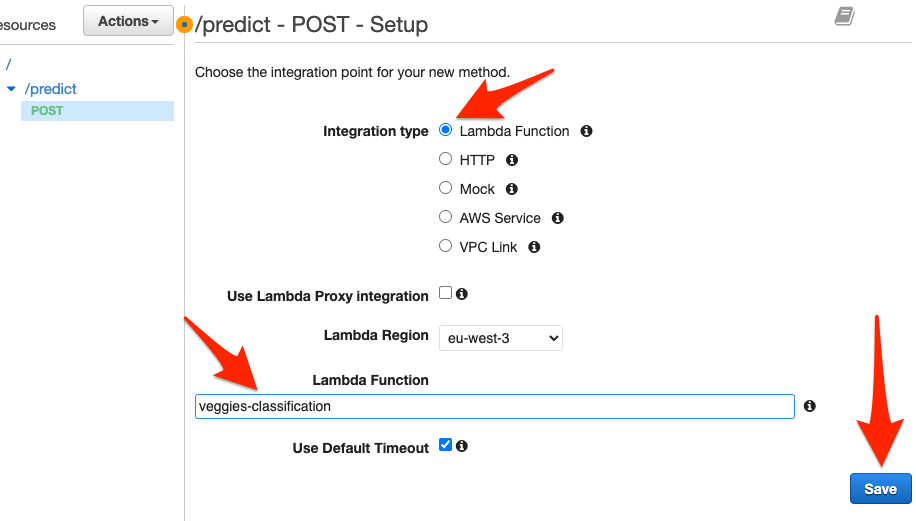 esources
Actions
/predict - POST - Setup
/
/predict
POST
Choose the integration point for your new method.
Integration type
Lambda Function
HTTP
Mock
AWS Service
VPC Link
Use Lambda Proxy integration
Lambda Region
eu-west-3
Lambda Function
veggies-classification
Use Default Timeout
Save